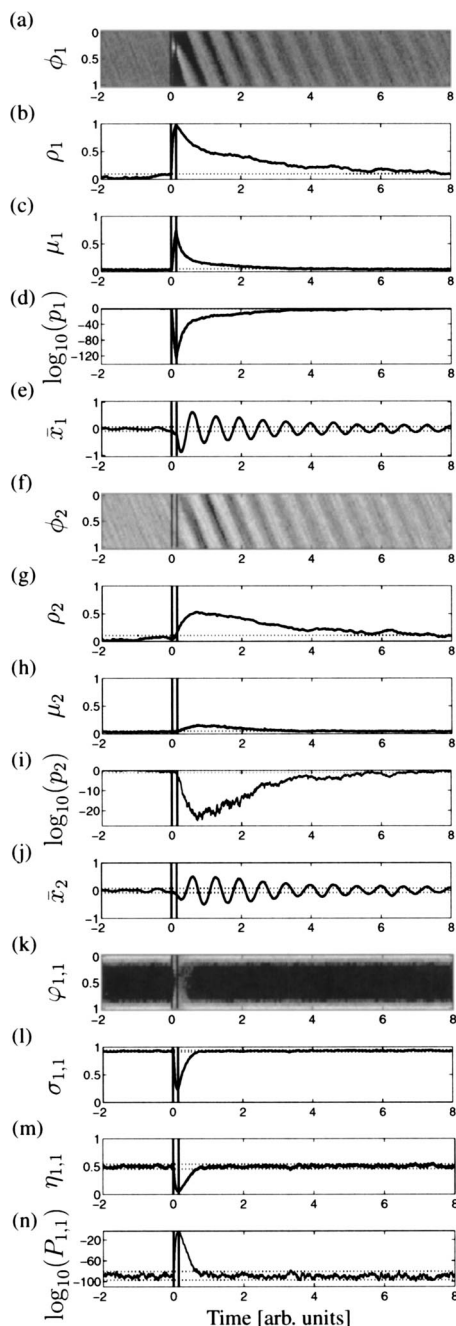 (a)
ϕ₁
0
0.5
1
-2 0 2 4 6 8
(b)
ρ₁
1
0.5
0
-2 0 2 4 6 8
(c)
μ₁
1
0.5
0
-2 0 2 4 6 8
(d)
log₁₀(p₁)
0
-40
-80
-120
-2 0 2 4 6 8
(e)
x̄₁
1
0
-1
-2 0 2 4 6 8
(f)
ϕ₂
0
0.5
1
-2 0 2 4 6 8
(g)
ρ₂
1
0.5
0
-2 0 2 4 6 8
(h)
μ₂
1
0.5
0
-2 0 2 4 6 8
(i)
log₁₀(p₂)
0
-10
-20
-2 0 2 4 6 8
(j)
x̄₂
1
0
-1
-2 0 2 4 6 8
(k)
φ₁,₁
0
0.5
1
-2 0 2 4 6 8
(l)
σ₁,₁
1
0.5
0
-2 0 2 4 6 8
(m)
η₁,₁
1
0.5
0
-2 0 2 4 6 8
(n)
log₁₀(P₁,₁)
-20
-60
-100
-2 0 2 4 6 8
Time [arb. units]